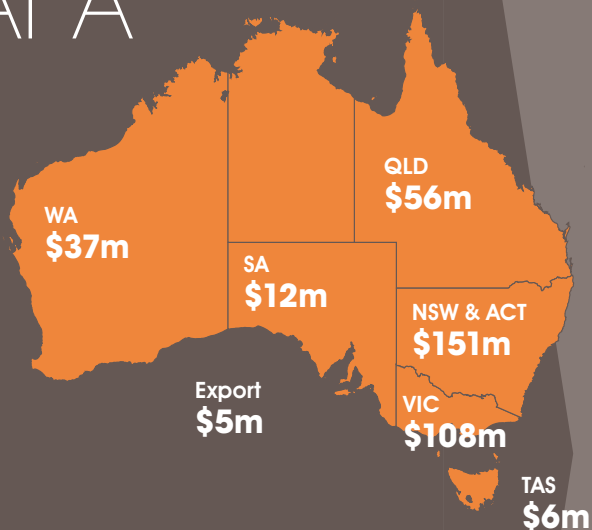 QLD
$56m
WA
$37m
SA
$12m
NSW & ACT
$151m
Export
$5m
VIC
$108m
TAS
$6m